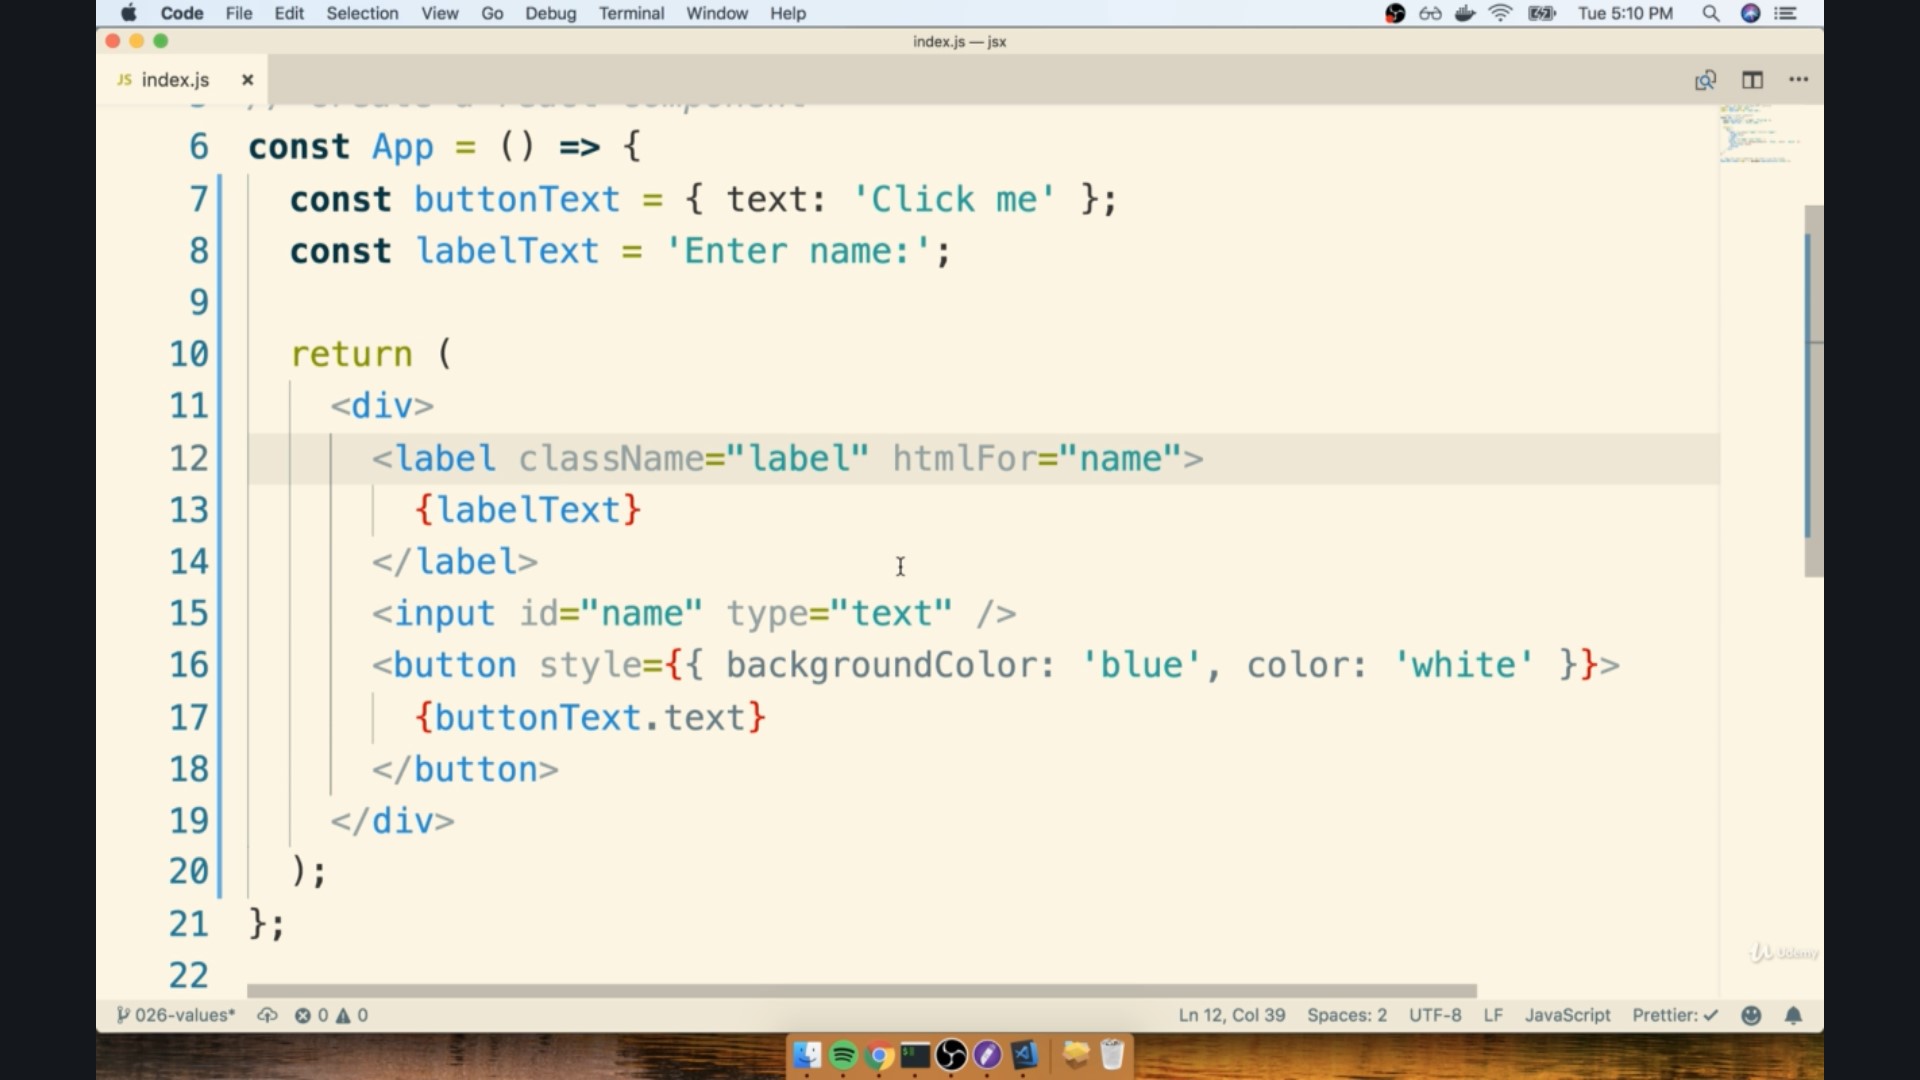 Code File Edit Selection View Go Debug Terminal Window Help Tue 5:10 PM
index.js — jsx
JS index.js ×
5 // Create a react component
6 const App = () => {
7 const buttonText = { text: 'Click me' };
8 const labelText = 'Enter name:';
9
10 return (
11 <div>
12 <label className="label" htmlFor="name">
13 {labelText}
14 </label>
15 <input id="name" type="text" />
16 <button style={{ backgroundColor: 'blue', color: 'white' }}>
17 {buttonText.text}
18 </button>
19 </div>
20 );
21 };
22
Udemy
026-values* 0 0 Ln 12, Col 39 Spaces: 2 UTF-8 LF JavaScript Prettier: ✓